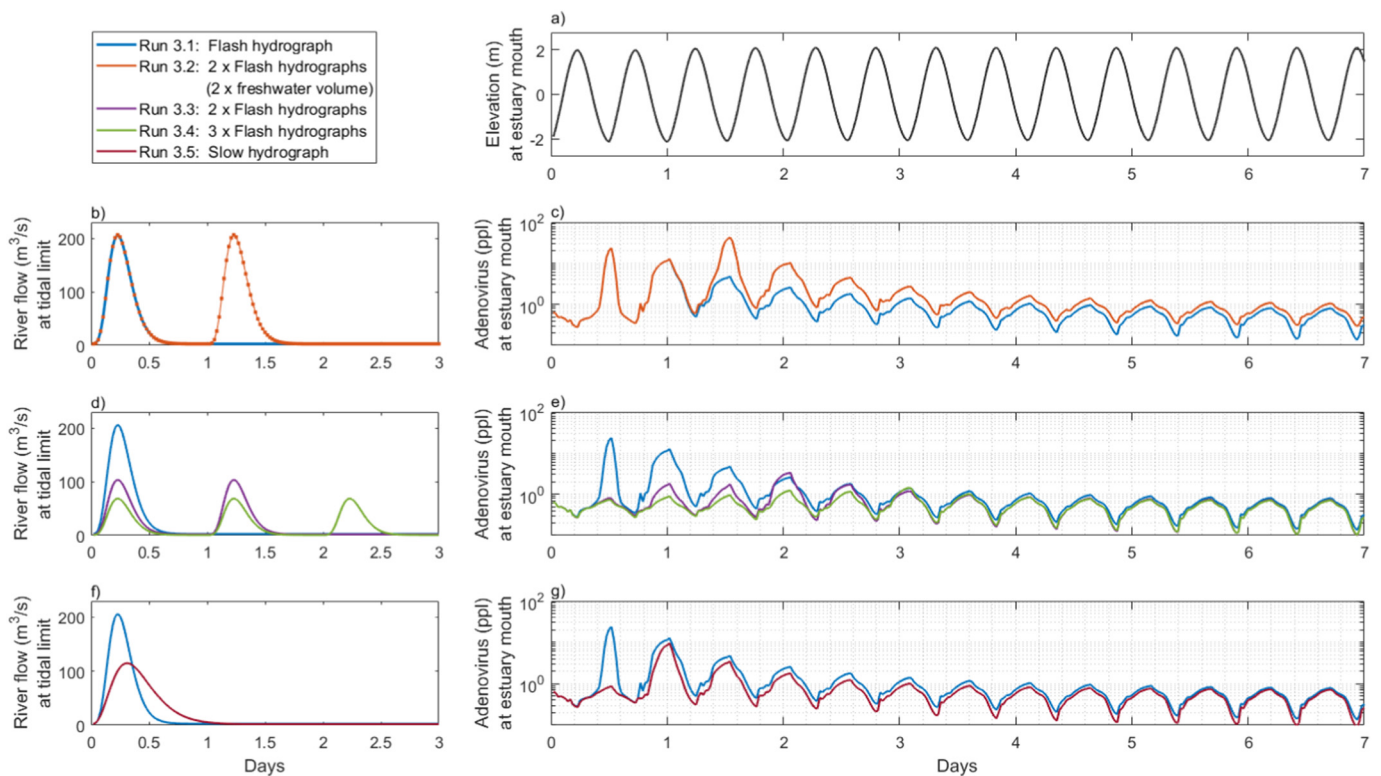 Run 3.1: Flash hydrograph
Run 3.2: 2 x Flash hydrographs
(2 x freshwater volume)
Run 3.3: 2 x Flash hydrographs
Run 3.4: 3 x Flash hydrographs
Run 3.5: Slow hydrograph
a)
Elevation (m)
at estuary mouth
2
0
-2
0 1 2 3 4 5 6 7
b)
River flow (m³/s)
at tidal limit
200
100
0
0 0.5 1 1.5 2 2.5 3
c)
Adenovirus (ppl)
at estuary mouth
10²
10⁰
0 1 2 3 4 5 6 7
d)
River flow (m³/s)
at tidal limit
200
100
0
0 0.5 1 1.5 2 2.5 3
e)
Adenovirus (ppl)
at estuary mouth
10²
10⁰
0 1 2 3 4 5 6 7
f)
River flow (m³/s)
at tidal limit
200
100
0
0 0.5 1 1.5 2 2.5 3
Days
g)
Adenovirus (ppl)
at estuary mouth
10²
10⁰
0 1 2 3 4 5 6 7
Days